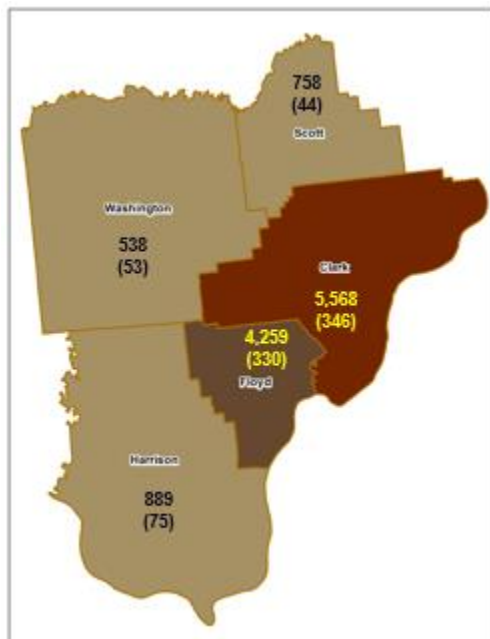 758
(44)
Scott
Washington
538
(53)
Clark
5,568
(346)
4,259
(330)
Floyd
Harrison
889
(75)